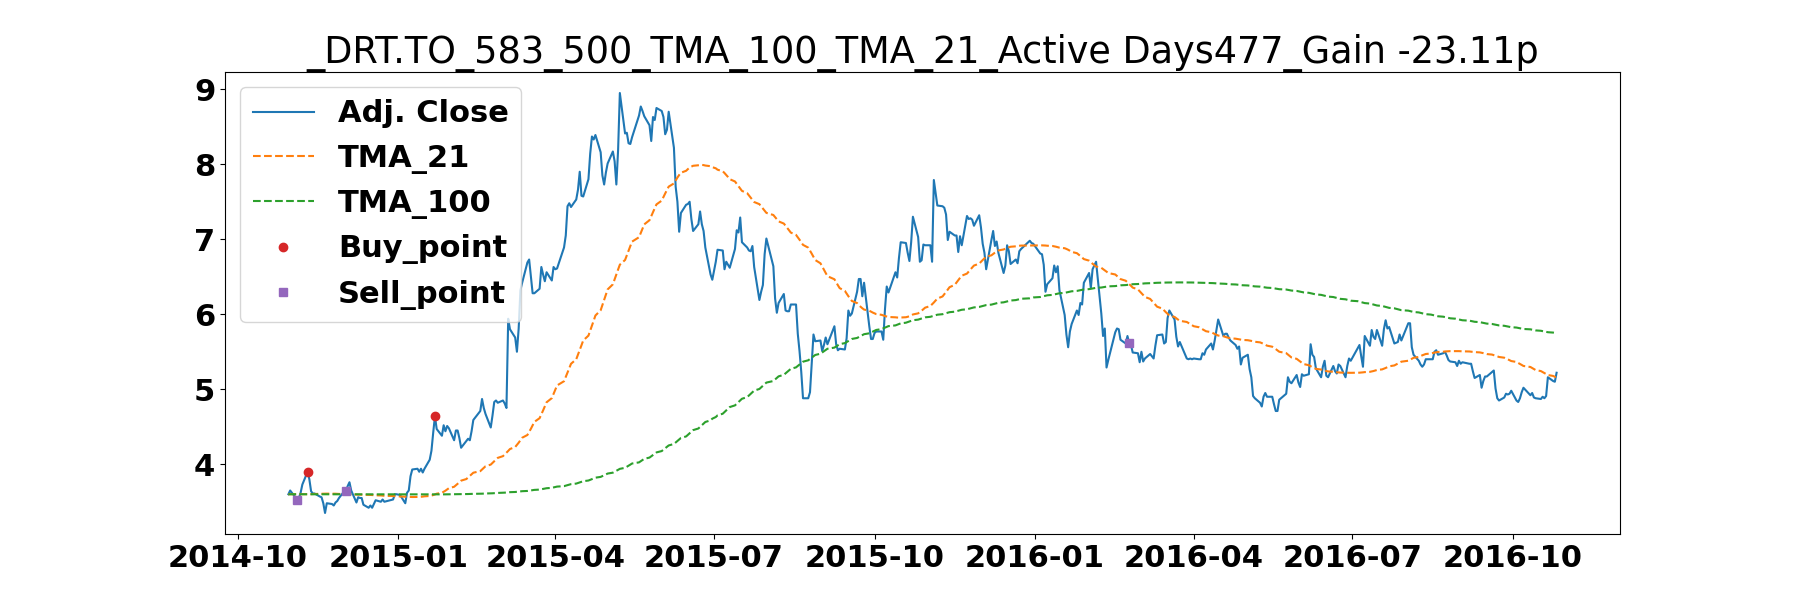 _DRT.TO_583_500_TMA_100_TMA_21_Active Days477_Gain -23.11p
9
8
7
6
5
4
Adj. Close
TMA_21
TMA_100
Buy_point
Sell_point
2014-10 2015-01 2015-04 2015-07 2015-10 2016-01 2016-04 2016-07 2016-10